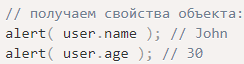 // получаем свойства объекта:
alert( user.name ); // John
alert( user.age ); // 30